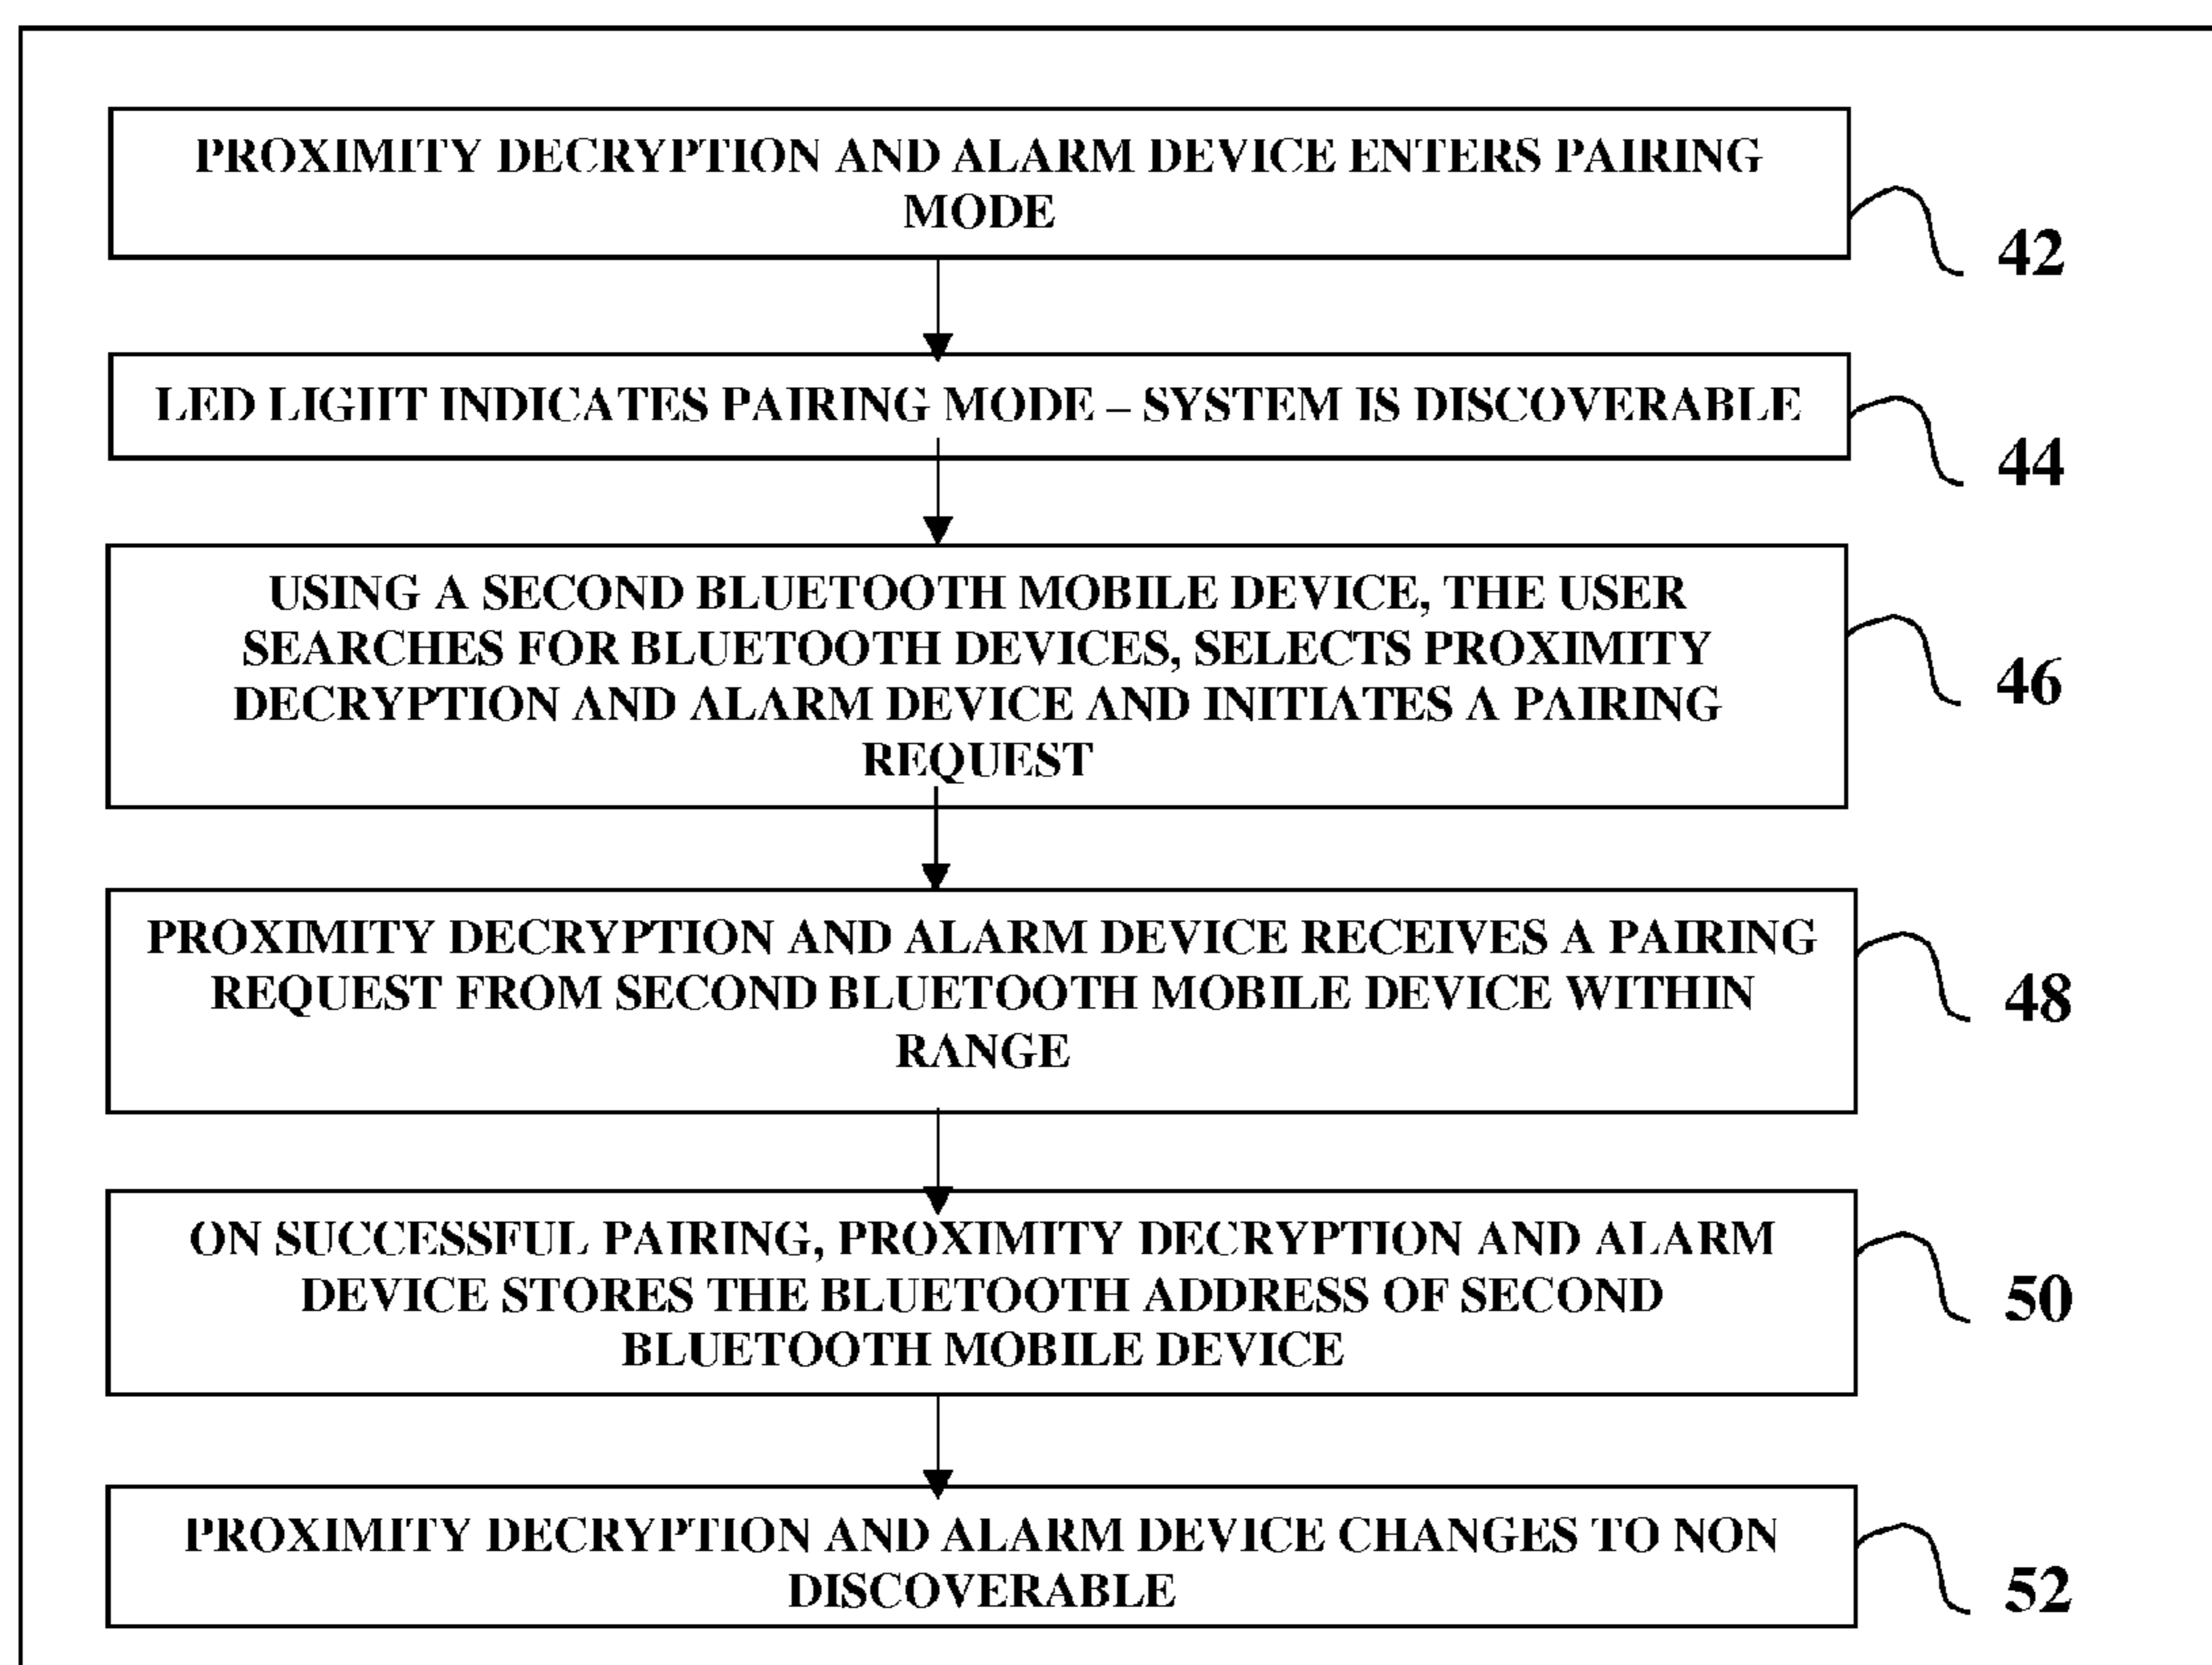 PROXIMITY DECRYPTION AND ALARM DEVICE ENTERS PAIRING
MODE
42
LED LIGHT INDICATES PAIRING MODE – SYSTEM IS DISCOVERABLE
44
USING A SECOND BLUETOOTH MOBILE DEVICE, THE USER
SEARCHES FOR BLUETOOTH DEVICES, SELECTS PROXIMITY
DECRYPTION AND ALARM DEVICE AND INITIATES A PAIRING
REQUEST
46
PROXIMITY DECRYPTION AND ALARM DEVICE RECEIVES A PAIRING
REQUEST FROM SECOND BLUETOOTH MOBILE DEVICE WITHIN
RANGE
48
ON SUCCESSFUL PAIRING, PROXIMITY DECRYPTION AND ALARM
DEVICE STORES THE BLUETOOTH ADDRESS OF SECOND
BLUETOOTH MOBILE DEVICE
50
PROXIMITY DECRYPTION AND ALARM DEVICE CHANGES TO NON
DISCOVERABLE
52